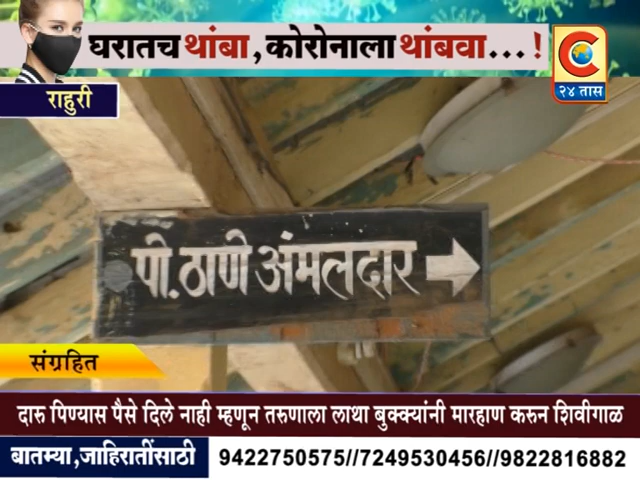 घरातच थांबा, कोरोनाला थांबवा...!
C
२४ तास
राहुरी
पो. ठाणे अंमलदार
संग्रहित
दारु पिण्यास पैसे दिले नाही म्हणून तरुणाला लाथा बुक्क्यांनी मारहाण करुन शिवीगाळ
बातम्या,जाहिरातींसाठी
9422750575//7249530456//9822816882